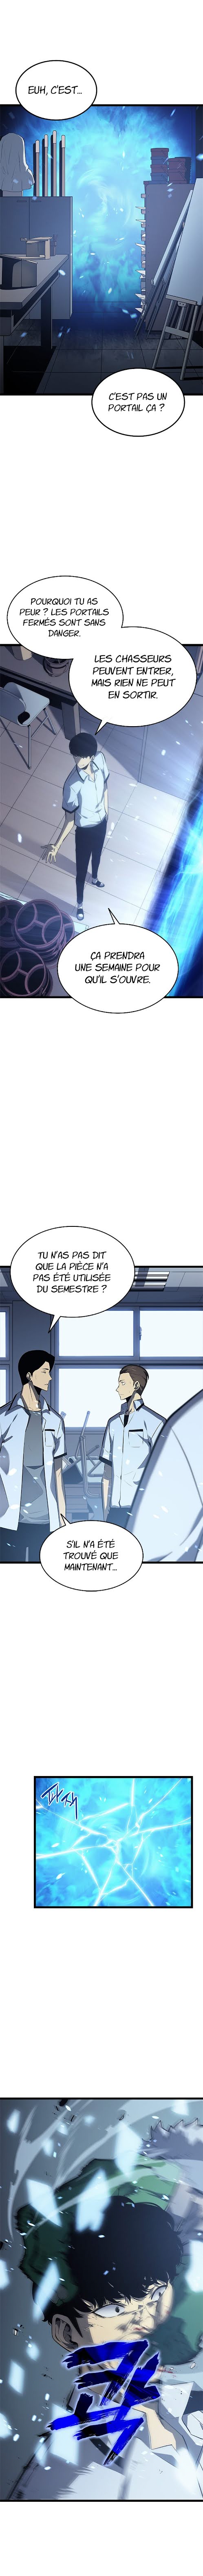 EUH, C'EST...
C'EST PAS UN
PORTAIL ÇA ?
POURQUOI TU AS
PEUR ? LES PORTAILS
FERMÉS SONT SANS
DANGER.
LES CHASSEURS
PEUVENT ENTRER,
MAIS RIEN NE PEUT
EN SORTIR.
ÇA PRENDRA
UNE SEMAINE POUR
QU'IL S'OUVRE.
TU N'AS PAS DIT
QUE LA PIÈCE N'A
PAS ÉTÉ UTILISÉE
DU SEMESTRE ?
S'IL N'A ÉTÉ
TROUVÉ QUE
MAINTENANT...